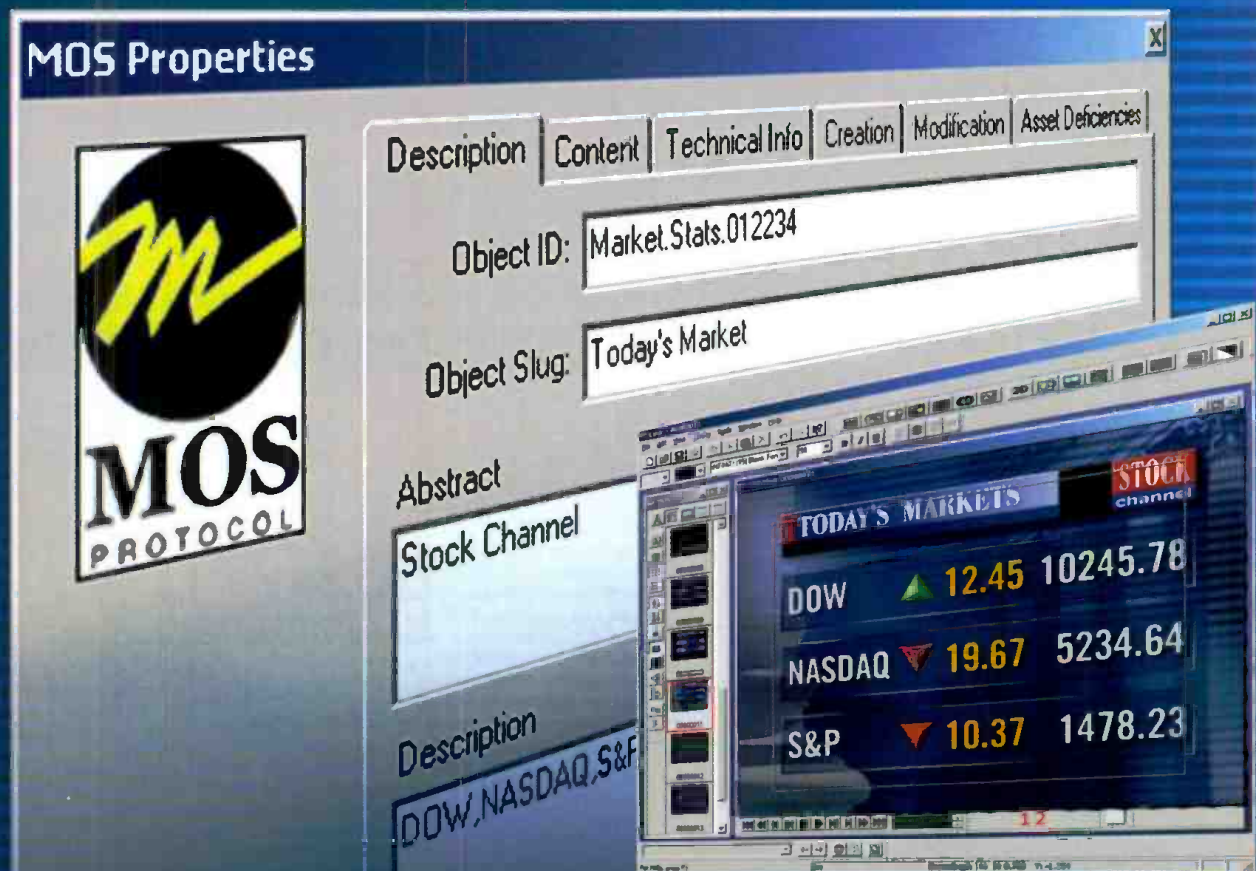 MOS Properties
X
MOS
PROTOCOL
Description
Content
Technical Info
Creation
Modification
Asset Deficiencies
Object ID:
Market.Stats.012234
Object Slug:
Today's Market
Abstract
Stock Channel
Description
DOW,NASDAQ,S&P
TODAY'S MARKETS
STOCK
channel
DOW 12.45 10245.78
NASDAQ 19.67 5234.64
S&P 10.37 1478.23
12